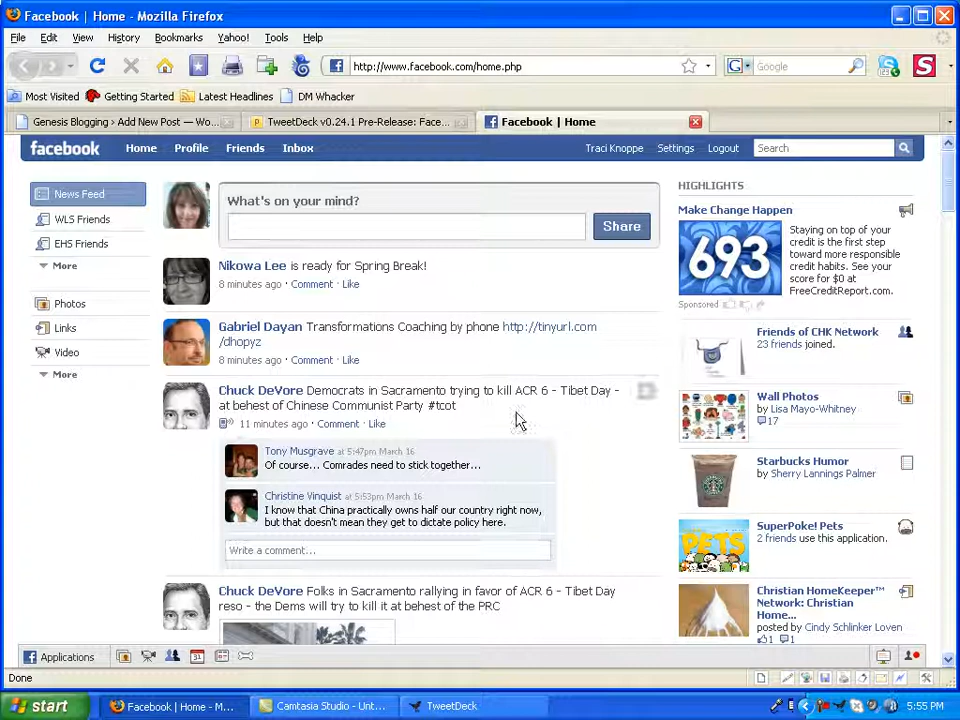 Facebook | Home - Mozilla Firefox
File Edit View History Bookmarks Yahoo! Tools Help
http://www.facebook.com/home.php
Google
Most Visited Getting Started Latest Headlines DM Whacker
Genesis Blogging › Add New Post — Wo...
TweetDeck v0.24.1 Pre-Release: Face...
Facebook | Home
facebook Home Profile Friends Inbox Traci Knoppe Settings Logout Search
News Feed
WLS Friends
EHS Friends
More
Photos
Links
Video
More
What's on your mind?
Share
Nikowa Lee is ready for Spring Break!
8 minutes ago · Comment · Like
Gabriel Dayan Transformations Coaching by phone http://tinyurl.com
/dhopyz
8 minutes ago · Comment · Like
Chuck DeVore Democrats in Sacramento trying to kill ACR 6 - Tibet Day -
at behest of Chinese Communist Party #tcot
11 minutes ago · Comment · Like
Tony Musgrave at 5:47pm March 16
Of course... Comrades need to stick together...
Christine Vinquist at 5:53pm March 16
I know that China practically owns half our country right now,
but that doesn't mean they get to dictate policy here.
Write a comment...
Chuck DeVore Folks in Sacramento rallying in favor of ACR 6 - Tibet Day
reso - the Dems will try to kill it at behest of the PRC
HIGHLIGHTS
Make Change Happen
693
Staying on top of your
credit is the first step
toward more responsible
credit habits. See your
score for $0 at
FreeCreditReport.com.
Sponsored
Friends of CHK Network
23 friends joined.
Wall Photos
by Lisa Mayo-Whitney
17
Starbucks Humor
by Sherry Lannings Palmer
PETS
SuperPoke! Pets
2 friends use this application.
Christian HomeKeeper™
Network: Christian
Home...
posted by Cindy Schlinker Loven
1 1
Applications
31
Done
start
Facebook | Home - M...
Camtasia Studio - Unt...
TweetDeck
5:55 PM